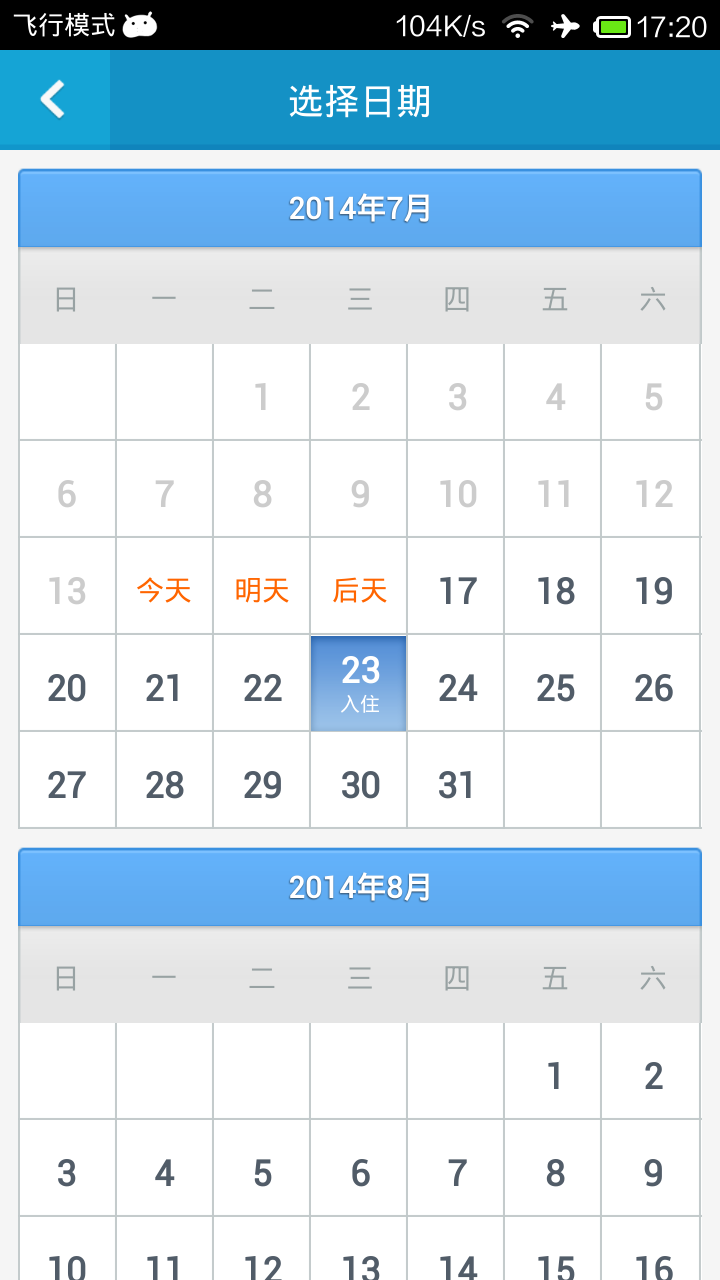 飞行模式 104K/s 17:20
选择日期
2014年7月
日 一 二 三 四 五 六
1 2 3 4 5
6 7 8 9 10 11 12
13 今天 明天 后天 17 18 19
20 21 22 23 24 25 26
入住
27 28 29 30 31
2014年8月
日 一 二 三 四 五 六
1 2
3 4 5 6 7 8 9
10 11 12 13 14 15 16